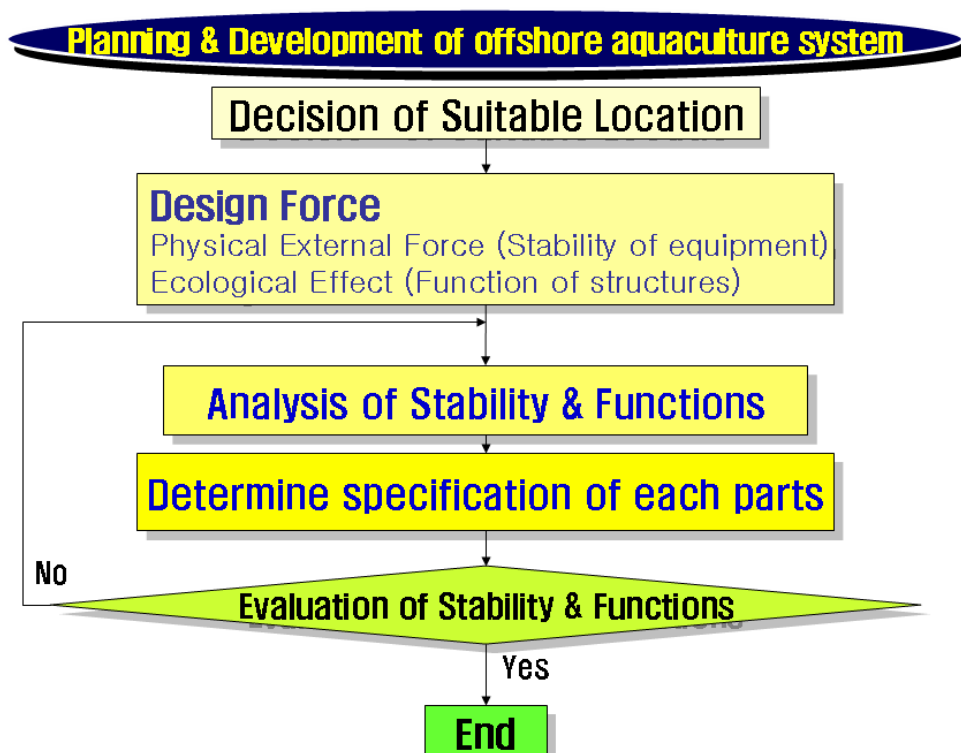 Planning & Development of offshore aquaculture system
Decision of Suitable Location
Design Force
Physical External Force (Stability of equipment)
Ecological Effect (Function of structures)
Analysis of Stability & Functions
Determine specification of each parts
No
Evaluation of Stability & Functions
Yes
End